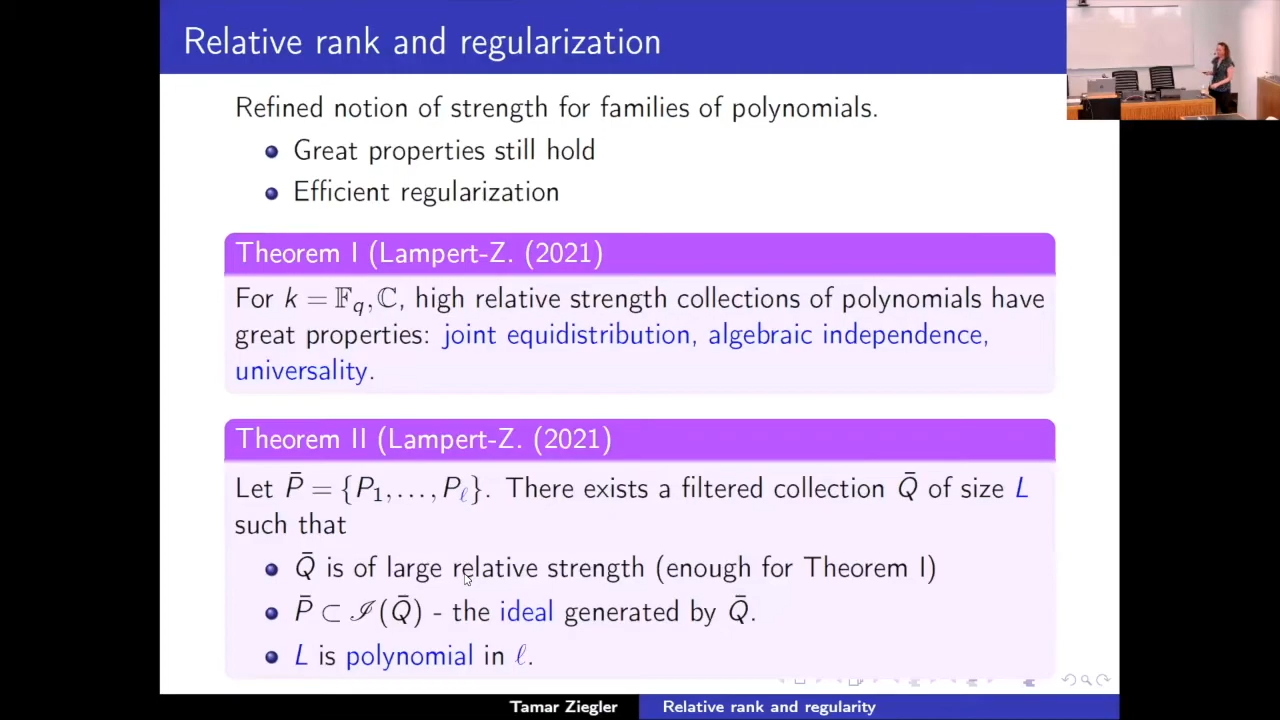 Relative rank and regularization
Refined notion of strength for families of polynomials.
Great properties still hold
Efficient regularization
Theorem I (Lampert-Z. (2021)
For k = 𝔽_q, ℂ, high relative strength collections of polynomials have
great properties: joint equidistribution, algebraic independence,
universality.
Theorem II (Lampert-Z. (2021)
Let P̄ = {P₁, . . . , P_ℓ}. There exists a filtered collection Q̄ of size L
such that
Q̄ is of large relative strength (enough for Theorem I)
P̄ ⊂ ℐ(Q̄) - the ideal generated by Q̄.
L is polynomial in ℓ.
Tamar Ziegler
Relative rank and regularity